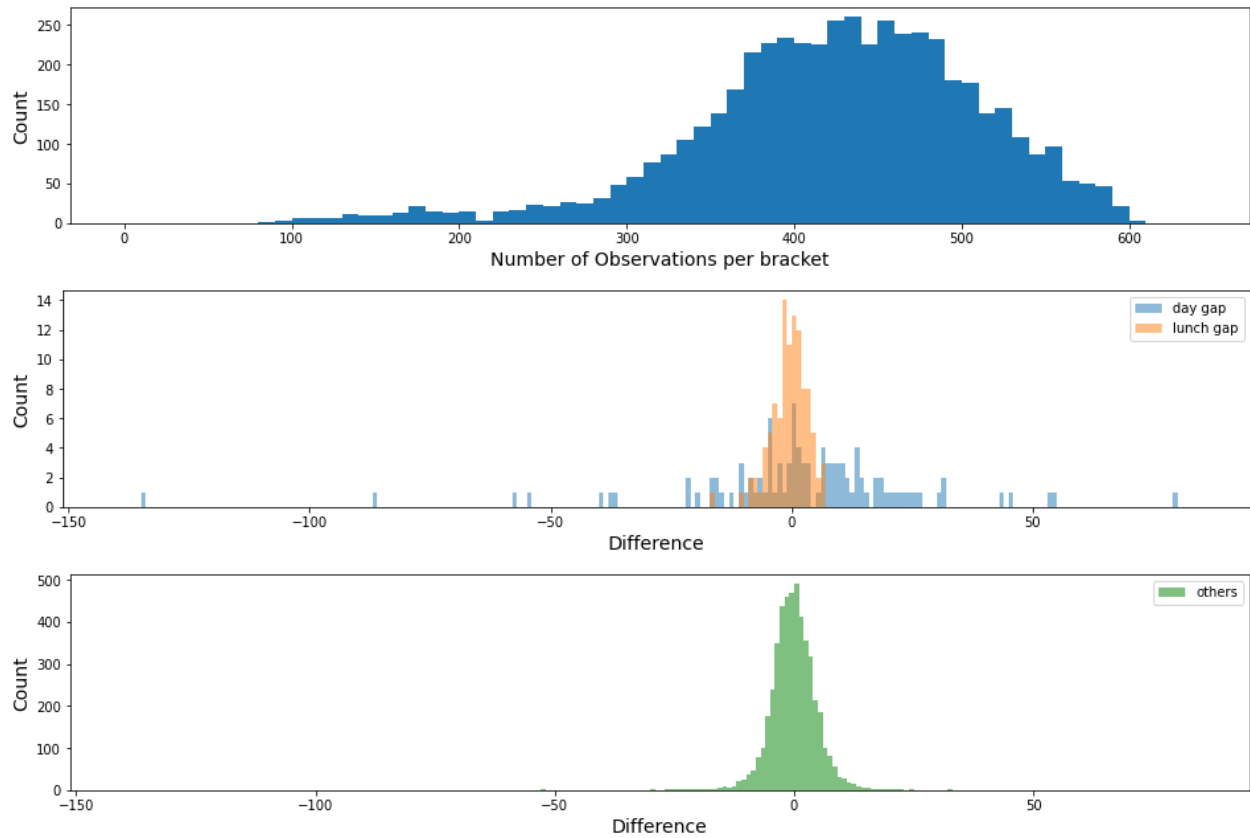 250
200
150
100
50
0
Count
0 100 200 300 400 500 600
Number of Observations per bracket
14
12
10
8
6
4
2
0
Count
day gap
lunch gap
−150 −100 −50 0 50
Difference
500
400
300
200
100
0
Count
others
−150 −100 −50 0 50
Difference